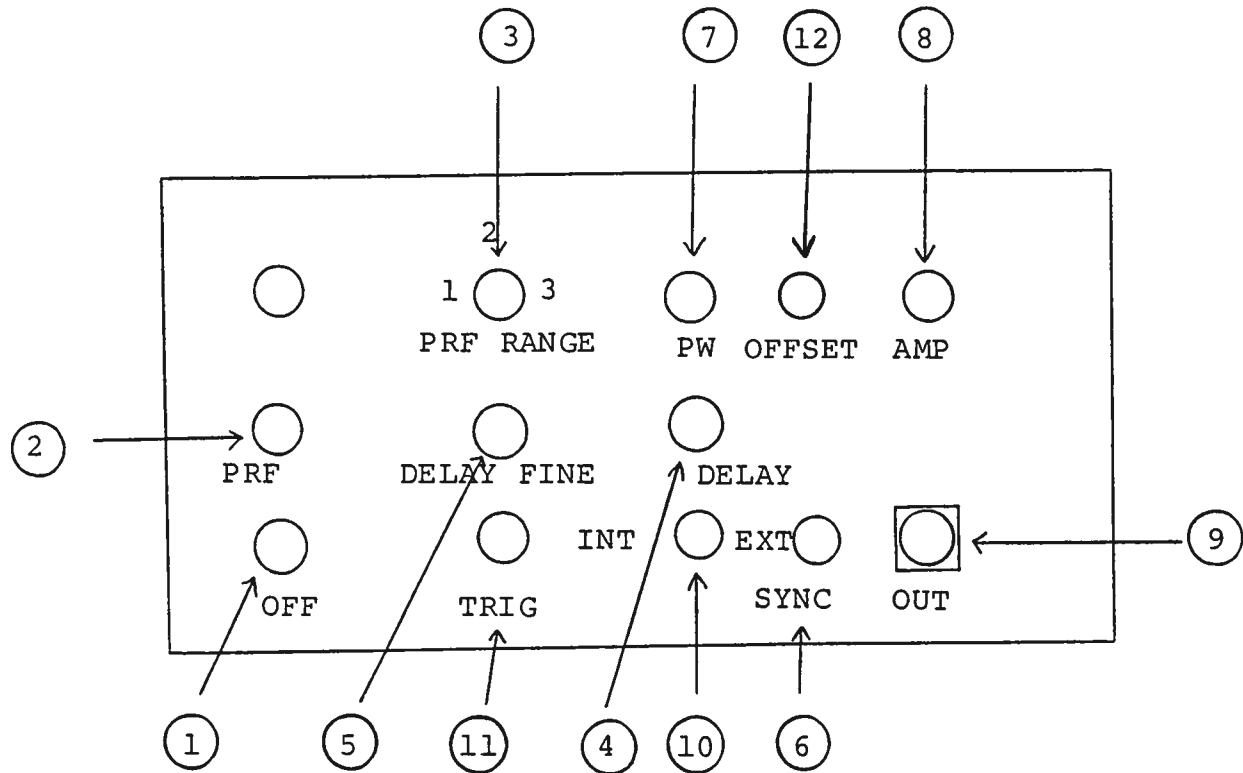 3 7 12 8
2
1 3
PRF RANGE PW OFFSET AMP
2
PRF DELAY FINE DELAY
INT EXT
9
OFF TRIG SYNC OUT
1 5 11 4 10 6